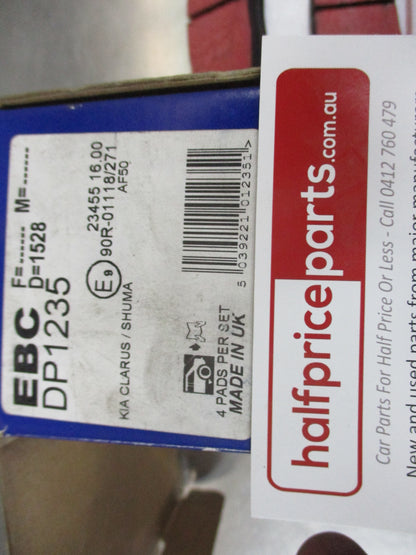 EBC F=...... M=......
D=1528
DP1235
KIA CLARUS / SHUMA
23455 16.00
E9 90R-01118/271
AF50
5 039221 012351 >
4 PADS PER SET
MADE IN UK
halfpriceparts.com.au
Car Parts For Half Price Or Less - Call 0412 760 479
New and used parts from major manufacturers